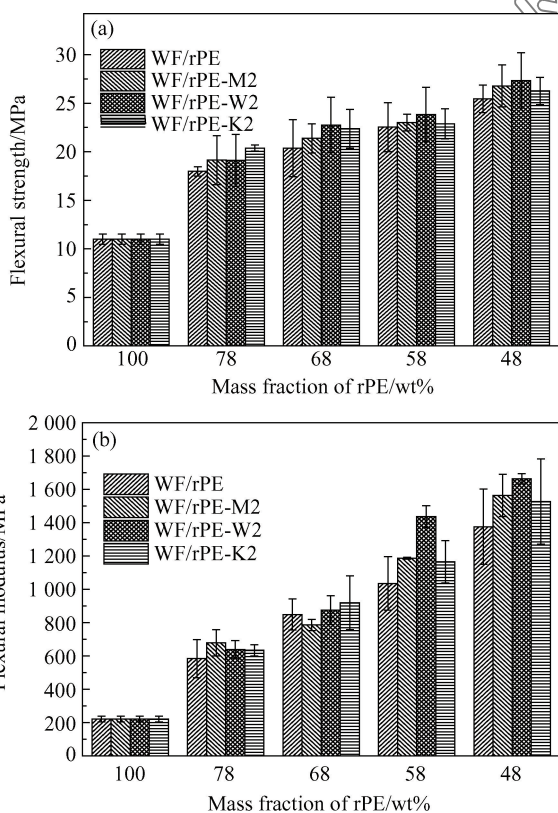 (a)
WF/rPE
WF/rPE-M2
WF/rPE-W2
WF/rPE-K2
Flexural strength/MPa
30
25
20
15
10
5
0
100 78 68 58 48
Mass fraction of rPE/wt%
(b)
WF/rPE
WF/rPE-M2
WF/rPE-W2
WF/rPE-K2
Flexural modulus/MPa
2 000
1 800
1 600
1 400
1 200
1 000
800
600
400
200
0
100 78 68 58 48
Mass fraction of rPE/wt%